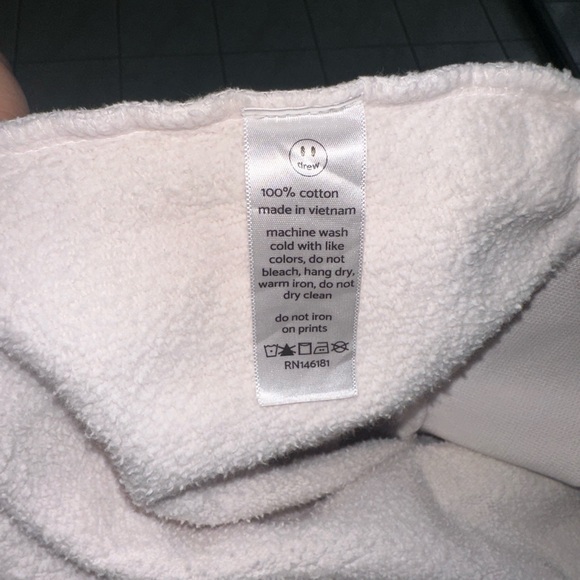 drew
100% cotton
made in vietnam
machine wash
cold with like
colors, do not
bleach, hang dry,
warm iron, do not
dry clean
do not iron
on prints
RN146181